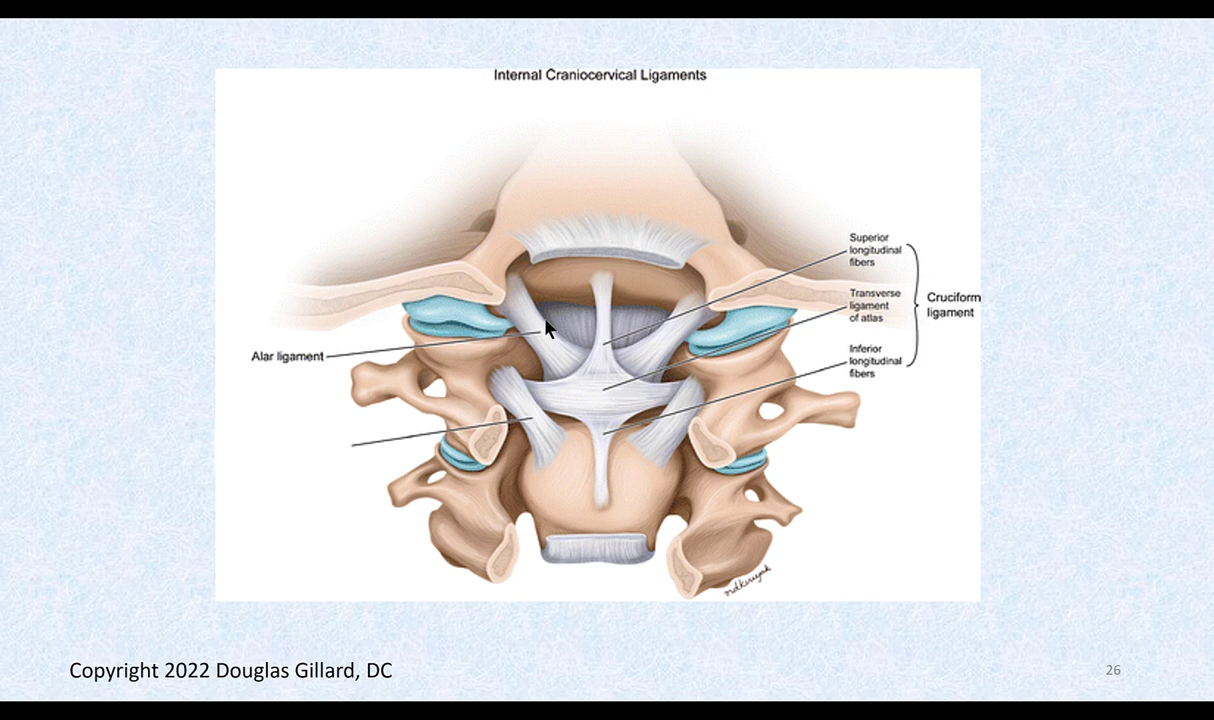 Internal Craniocervical Ligaments
Superior
longitudinal
fibers
Transverse
ligament
of atlas
Cruciform
ligament
Inferior
longitudinal
fibers
Alar ligament
Copyright 2022 Douglas Gillard, DC
26